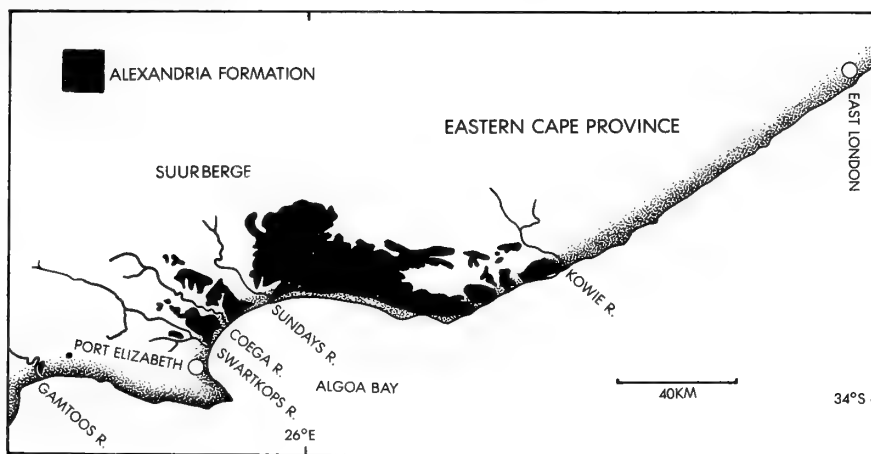 ALEXANDRIA FORMATION
EASTERN CAPE PROVINCE
EAST LONDON
SUURBERGE
KOWIE R.
SUNDAYS R.
COEGA R.
SWARTKOPS R.
PORT ELIZABETH
ALGOA BAY
GAMTOOS R.
40KM
34°S
26°E